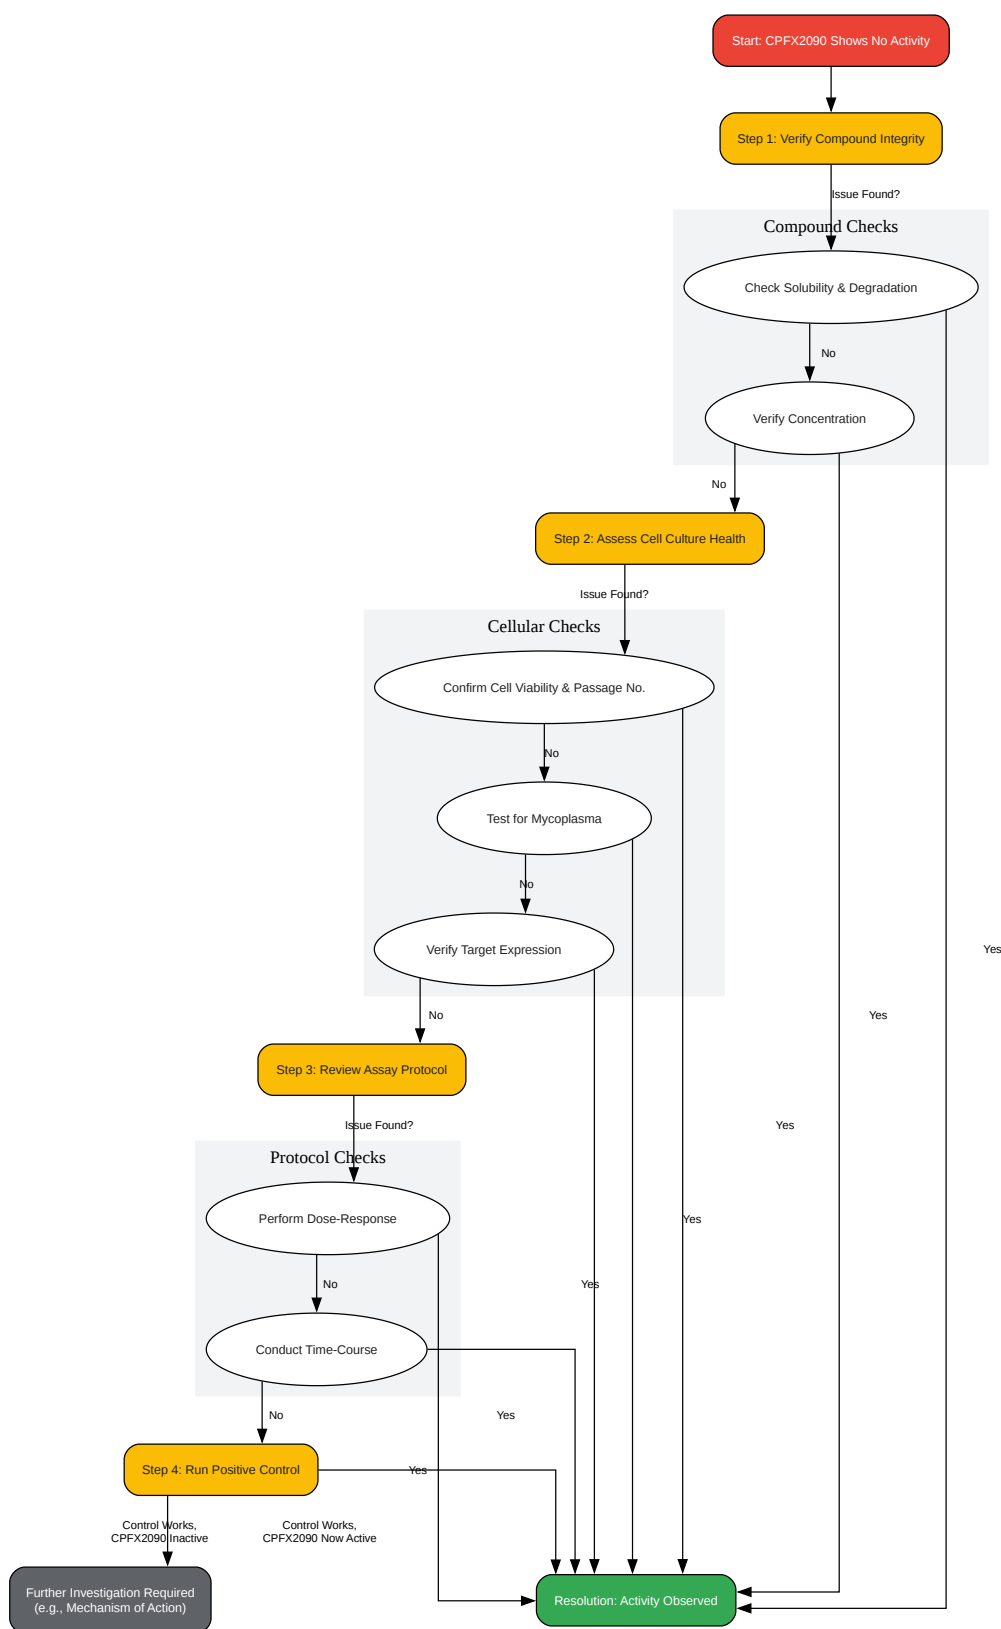 Start: CPFX2090 Shows No Activity
Step 1: Verify Compound Integrity
Issue Found?
Compound Checks
Check Solubility & Degradation
No
Verify Concentration
No
Step 2: Assess Cell Culture Health
Issue Found?
Cellular Checks
Confirm Cell Viability & Passage No.
No
Test for Mycoplasma
No
Verify Target Expression
Yes
No
Yes
Step 3: Review Assay Protocol
Issue Found?
Yes
Protocol Checks
Perform Dose-Response
Yes
No
Yes
Conduct Time-Course
No
Yes
Step 4: Run Positive Control
Yes
Control Works,
CPFX2090 Inactive
Control Works,
CPFX2090 Now Active
Further Investigation Required
(e.g., Mechanism of Action)
Resolution: Activity Observed